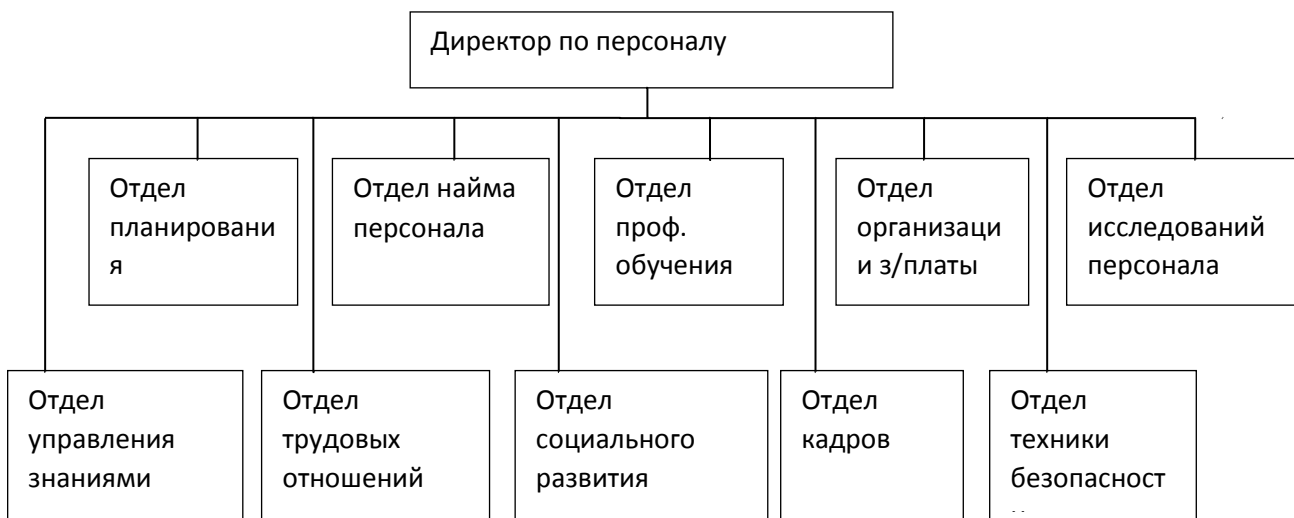 Директор по персоналу
Отдел
планировани
я
Отдел найма
персонала
Отдел
проф.
обучения
Отдел
организаци
и з/платы
Отдел
исследований
персонала
Отдел
управления
знаниями
Отдел
трудовых
отношений
Отдел
социального
развития
Отдел
кадров
Отдел
техники
безопасност